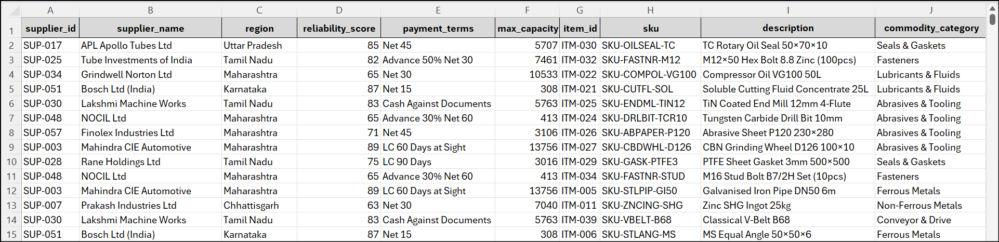 A B C D E F G H I J
1 supplier_id supplier_name region reliability_score payment_terms max_capacity item_id sku description commodity_category
2 SUP-017 APL Apollo Tubes Ltd Uttar Pradesh 85 Net 45 5707 ITM-030 SKU-OILSEAL-TC TC Rotary Oil Seal 50×70×10 Seals & Gaskets
3 SUP-025 Tube Investments of India Tamil Nadu 82 Advance 50% Net 30 7461 ITM-032 SKU-FASTNR-M12 M12×50 Hex Bolt 8.8 Zinc (100pcs) Fasteners
4 SUP-034 Grindwell Norton Ltd Maharashtra 65 Net 30 10533 ITM-022 SKU-COMPOL-VG100 Compressor Oil VG100 50L Lubricants & Fluids
5 SUP-051 Bosch Ltd (India) Karnataka 87 Net 15 308 ITM-021 SKU-CUTFL-SOL Soluble Cutting Fluid Concentrate 25L Lubricants & Fluids
6 SUP-030 Lakshmi Machine Works Tamil Nadu 83 Cash Against Documents 5763 ITM-025 SKU-ENDML-TIN12 TiN Coated End Mill 12mm 4-Flute Abrasives & Tooling
7 SUP-048 NOCIL Ltd Maharashtra 65 Advance 30% Net 60 413 ITM-024 SKU-DRLBIT-TCR10 Tungsten Carbide Drill Bit 10mm Abrasives & Tooling
8 SUP-057 Finolex Industries Ltd Maharashtra 71 Net 45 3106 ITM-026 SKU-ABPAPER-P120 Abrasive Sheet P120 230×280 Abrasives & Tooling
9 SUP-003 Mahindra CIE Automotive Maharashtra 89 LC 60 Days at Sight 13756 ITM-027 SKU-CBDWHL-D126 CBN Grinding Wheel D126 100×10 Abrasives & Tooling
10 SUP-028 Rane Holdings Ltd Tamil Nadu 75 LC 90 Days 3016 ITM-029 SKU-GASK-PTFE3 PTFE Sheet Gasket 3mm 500×500 Seals & Gaskets
11 SUP-048 NOCIL Ltd Maharashtra 65 Advance 30% Net 60 413 ITM-034 SKU-FASTNR-STUD M16 Stud Bolt B7/2H Set (10pcs) Fasteners
12 SUP-003 Mahindra CIE Automotive Maharashtra 89 LC 60 Days at Sight 13756 ITM-005 SKU-STLPIP-GI50 Galvanised Iron Pipe DN50 6m Ferrous Metals
13 SUP-007 Prakash Industries Ltd Chhattisgarh 63 Net 30 7040 ITM-011 SKU-ZNCING-SHG Zinc SHG Ingot 25kg Non-Ferrous Metals
14 SUP-030 Lakshmi Machine Works Tamil Nadu 83 Cash Against Documents 5763 ITM-039 SKU-VBELT-B68 Classical V-Belt B68 Conveyor & Drive
15 SUP-051 Bosch Ltd (India) Karnataka 87 Net 15 308 ITM-006 SKU-STLANG-MS MS Equal Angle 50×50×6 Ferrous Metals